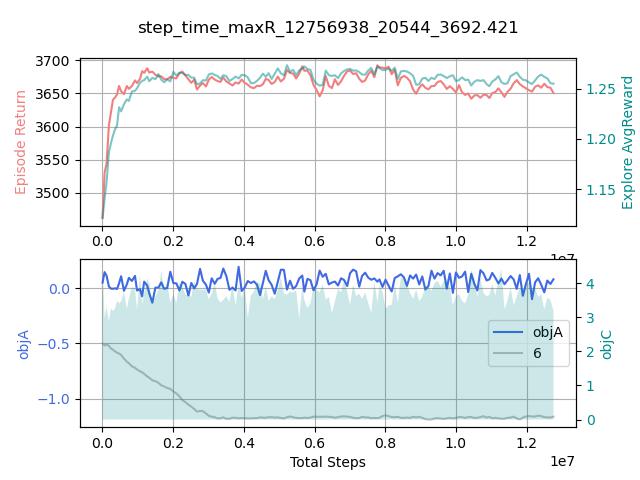 step_time_maxR_12756938_20544_3692.421
3700
3650
3600
3550
3500
Episode Return
1.25
1.20
1.15
Explore AvgReward
0.0 0.2 0.4 0.6 0.8 1.0 1.2
1e7
0.0
−0.5
−1.0
objA
4
3
2
1
0
objC
objA
6
0.0 0.2 0.4 0.6 0.8 1.0 1.2
Total Steps
1e7